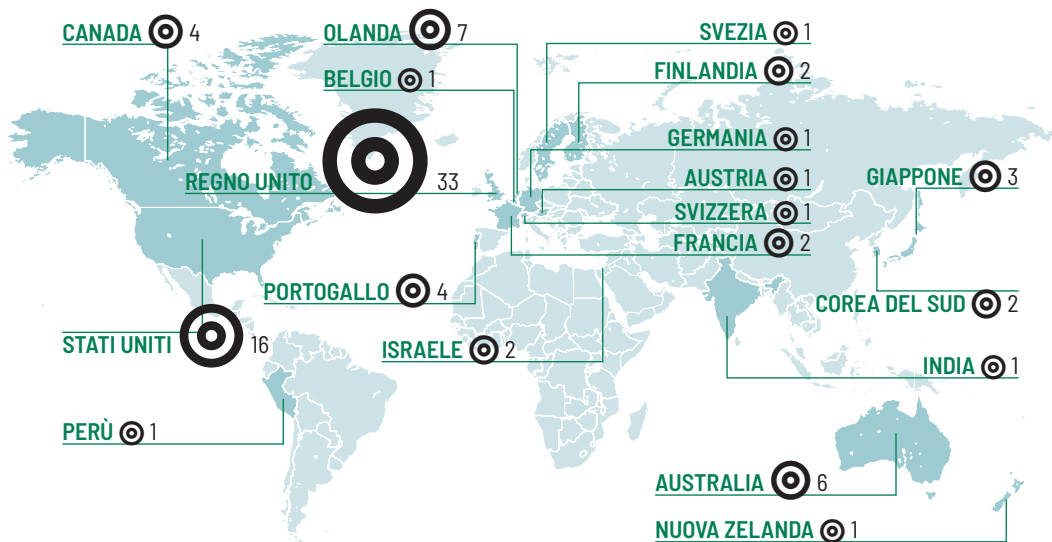 CANADA 4
OLANDA 7
SVEZIA 1
BELGIO 1
FINLANDIA 2
GERMANIA 1
REGNO UNITO 33
AUSTRIA 1
GIAPPONE 3
SVIZZERA 1
FRANCIA 2
PORTOGALLO 4
COREA DEL SUD 2
STATI UNITI 16
ISRAELE 2
INDIA 1
PERÙ 1
AUSTRALIA 6
NUOVA ZELANDA 1